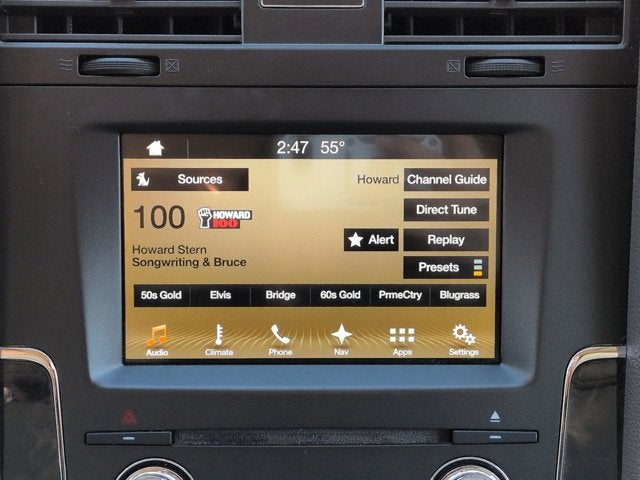 2:47 55°
Sources
Howard Channel Guide
100 HOWARD 100
Direct Tune
Alert Replay
Howard Stern
Songwriting & Bruce
Presets
50s Gold Elvis Bridge 60s Gold PrmeCtry Blugrass
Audio Climate Phone Nav Apps Settings